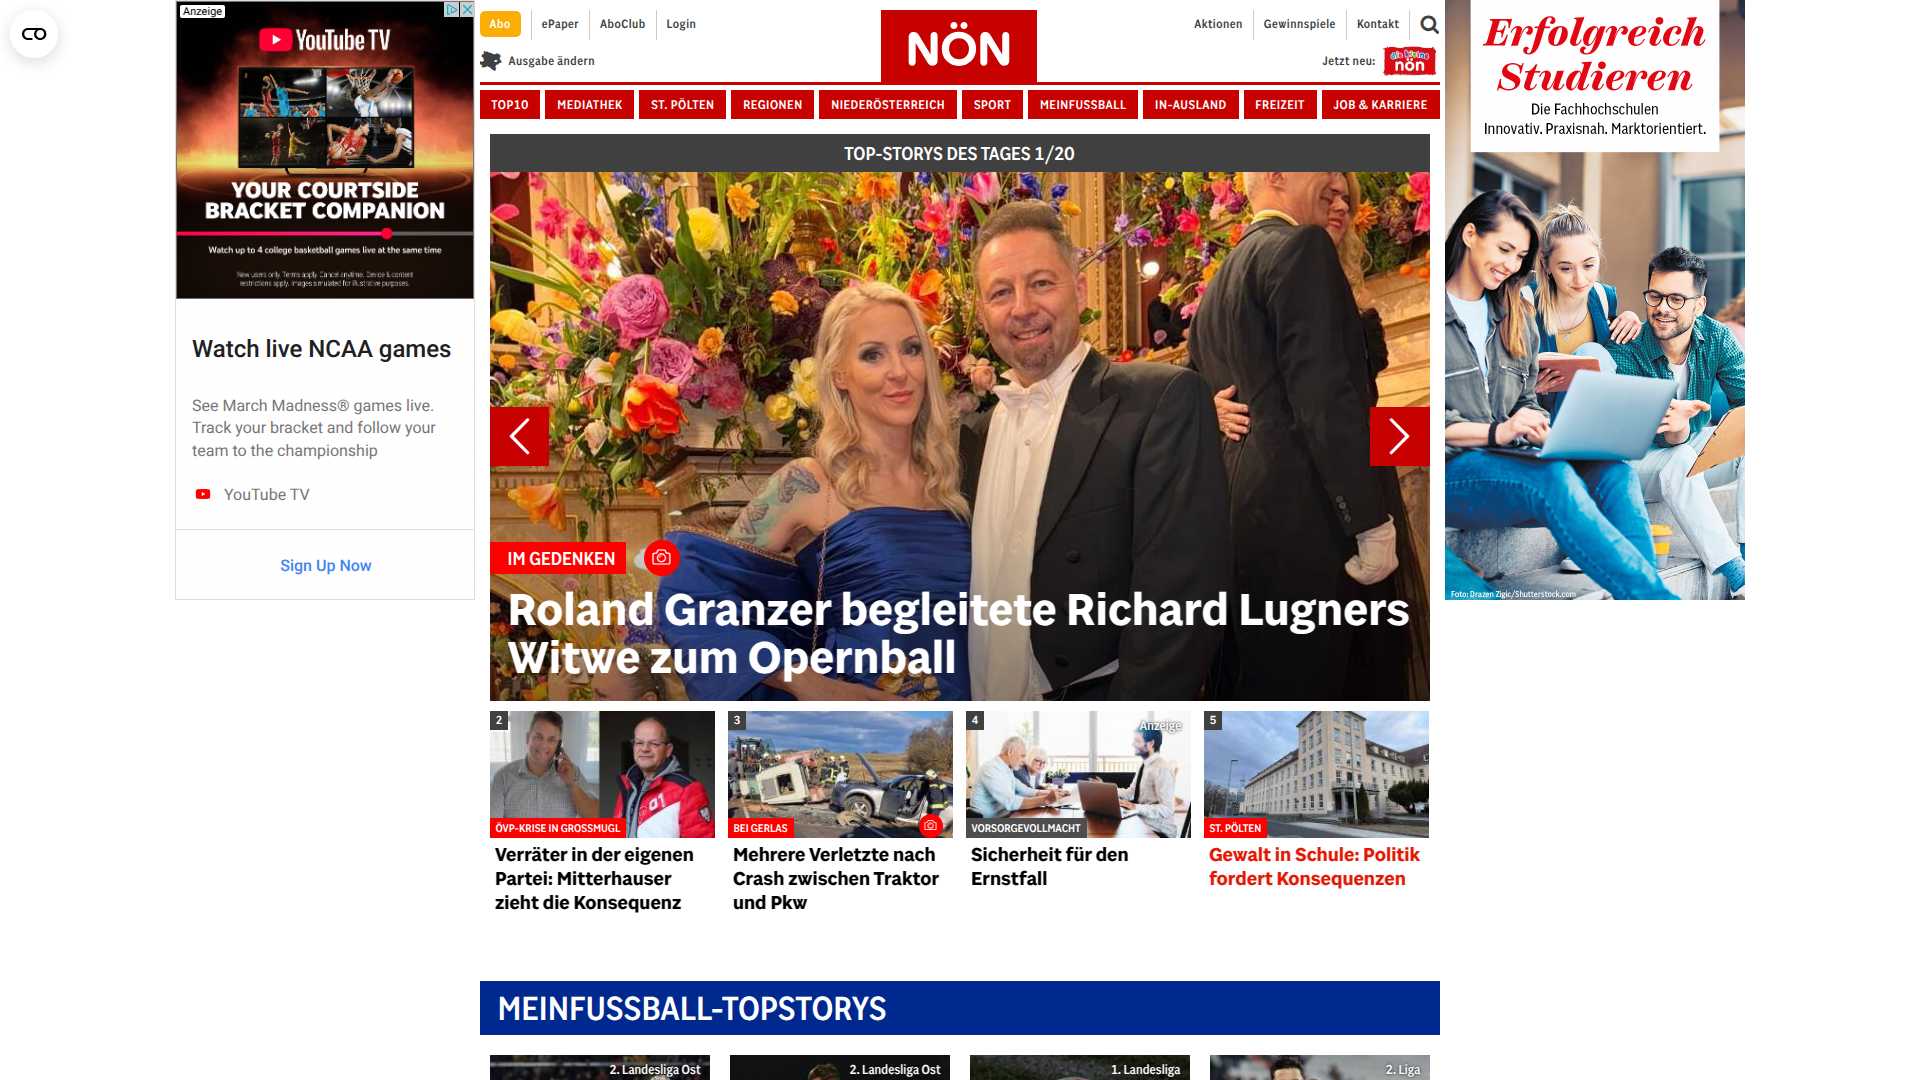 Anzeige
YouTube TV
YOUR COURTSIDE
BRACKET COMPANION
Watch up to 4 college basketball games live at the same time
New users only. Terms apply. Cancel anytime. Device & content
restrictions apply. Images simulated for illustrative purposes.
Watch live NCAA games
See March Madness® games live.
Track your bracket and follow your
team to the championship
YouTube TV
Sign Up Now
Abo
ePaper
AboClub
Login
NÖN
Aktionen
Gewinnspiele
Kontakt
Ausgabe ändern
Jetzt neu:
die kleine
nön
TOP10
MEDIATHEK
ST. PÖLTEN
REGIONEN
NIEDERÖSTERREICH
SPORT
MEINFUSSBALL
IN-AUSLAND
FREIZEIT
JOB & KARRIERE
TOP-STORYS DES TAGES 1/20
IM GEDENKEN
Roland Granzer begleitete Richard Lugners
Witwe zum Opernball
2
ÖVP-KRISE IN GROSSMUGL
Verräter in der eigenen
Partei: Mitterhauser
zieht die Konsequenz
3
BEI GERLAS
Mehrere Verletzte nach
Crash zwischen Traktor
und Pkw
4
Anzeige
VORSORGEVOLLMACHT
Sicherheit für den
Ernstfall
5
ST. PÖLTEN
Gewalt in Schule: Politik
fordert Konsequenzen
MEINFUSSBALL-TOPSTORYS
2. Landesliga Ost
2. Landesliga Ost
1. Landesliga
2. Liga
Erfolgreich
Studieren
Die Fachhochschulen
Innovativ. Praxisnah. Marktorientiert.
Foto: Drazen Zigic/Shutterstock.com